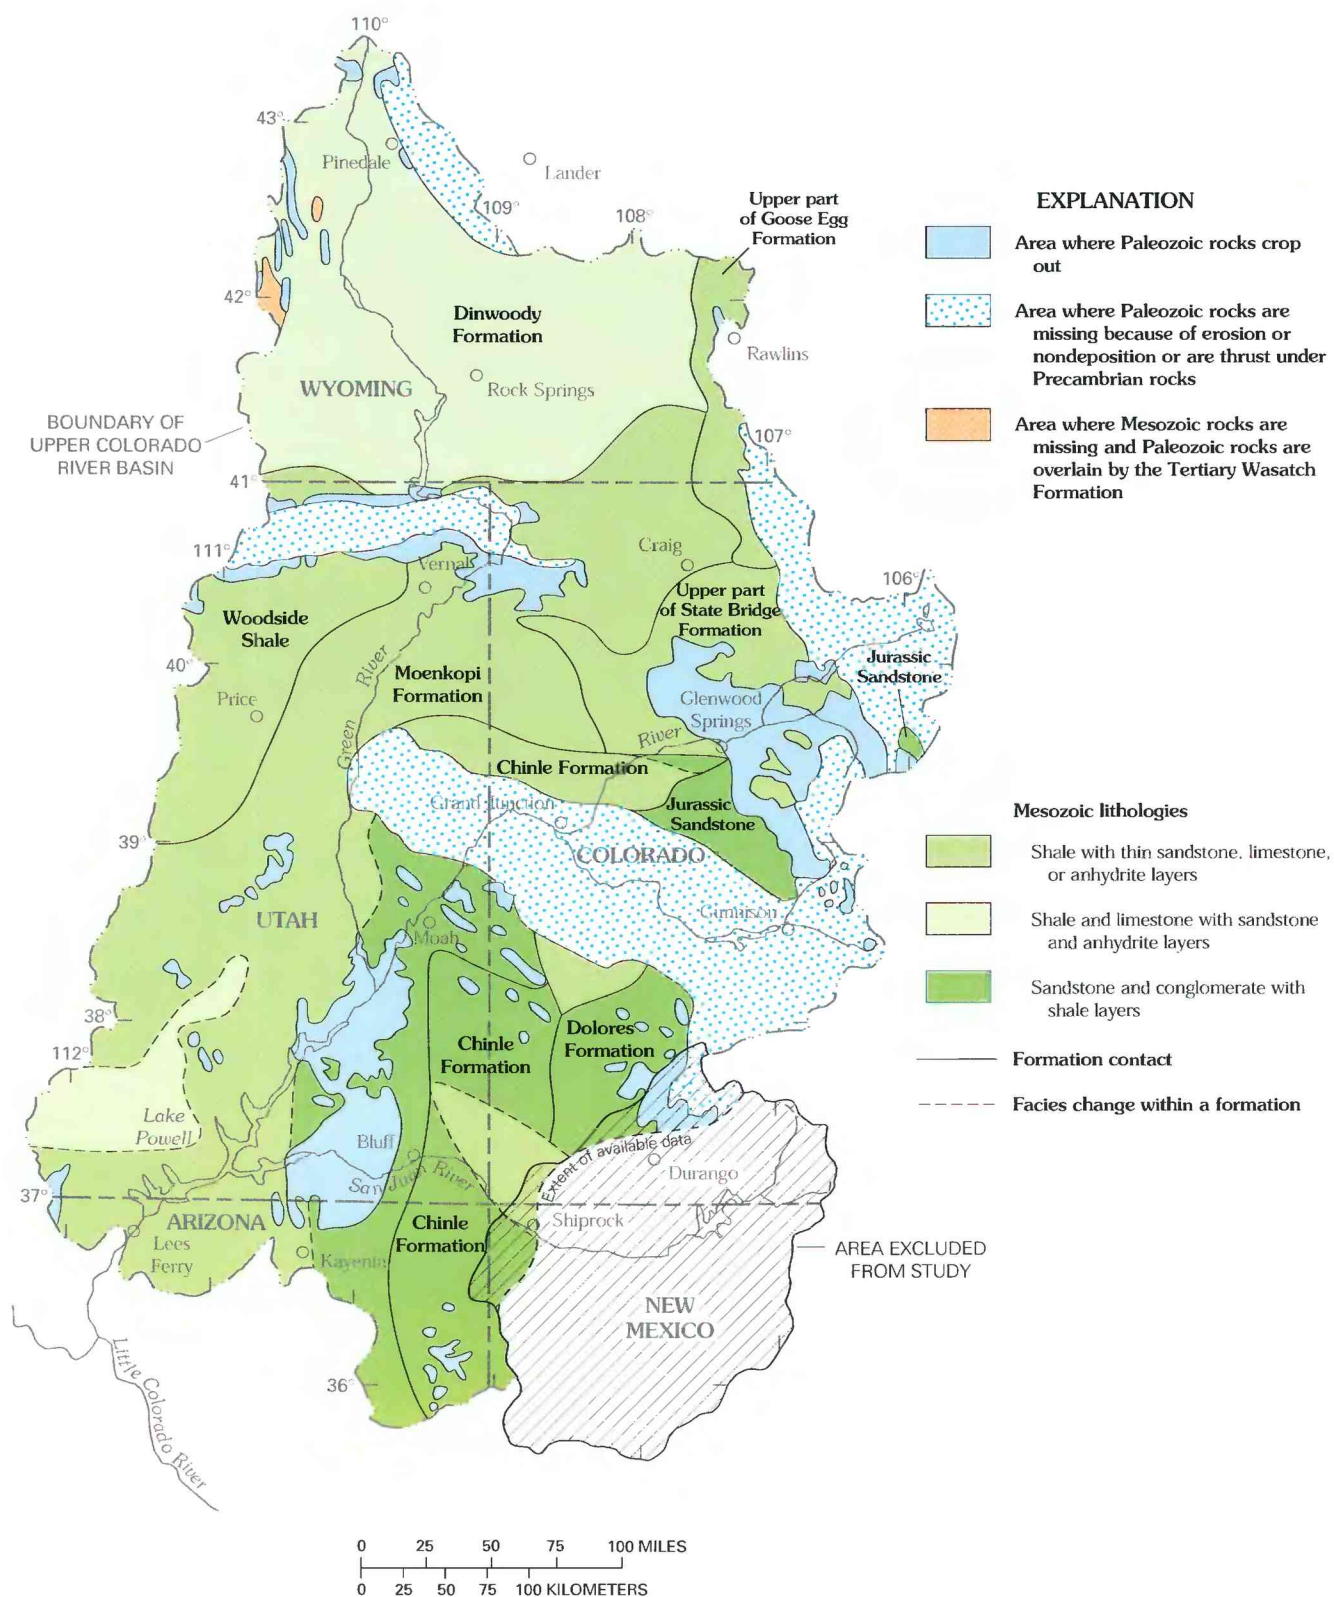 110°
43°
Pinedale
Lander
109°
108°
Upper part
of Goose Egg
Formation
42°
Dinwoody
Formation
Rawlins
WYOMING
Rock Springs
BOUNDARY OF
UPPER COLORADO
RIVER BASIN
107°
41°
111°
Craig
Vernal
106°
Woodside
Shale
Upper part
of State Bridge
Formation
40°
River
Jurassic
Sandstone
Moenkopi
Formation
Price
Glenwood
Springs
Green
River
Chinle Formation
Grand Junction
Jurassic
Sandstone
39°
COLORADO
UTAH
Gunnison
Moab
38°
Chinle
Formation
Dolores
Formation
112°
Lake
Powell
Bluff
San Juan River
Extent of available data
Durango
37°
ARIZONA
Lees
Ferry
Chinle
Formation
Shiprock
Kayenta
AREA EXCLUDED
FROM STUDY
NEW
MEXICO
36°
Little Colorado River
EXPLANATION
Area where Paleozoic rocks crop
out
Area where Paleozoic rocks are
missing because of erosion or
nondeposition or are thrust under
Precambrian rocks
Area where Mesozoic rocks are
missing and Paleozoic rocks are
overlain by the Tertiary Wasatch
Formation
Mesozoic lithologies
Shale with thin sandstone, limestone,
or anhydrite layers
Shale and limestone with sandstone
and anhydrite layers
Sandstone and conglomerate with
shale layers
Formation contact
Facies change within a formation
0 25 50 75 100 MILES
0 25 50 75 100 KILOMETERS